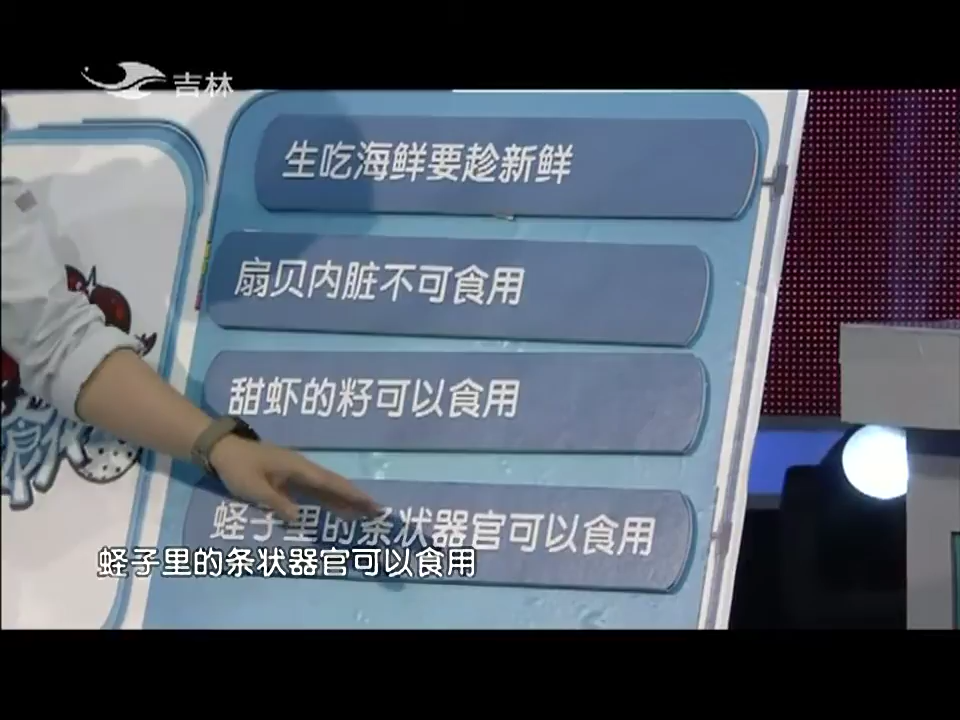 吉林
生吃海鲜要趁新鲜
扇贝内脏不可食用
甜虾的籽可以食用
蛏子里的条状器官可以食用
蛏子里的条状器官可以食用